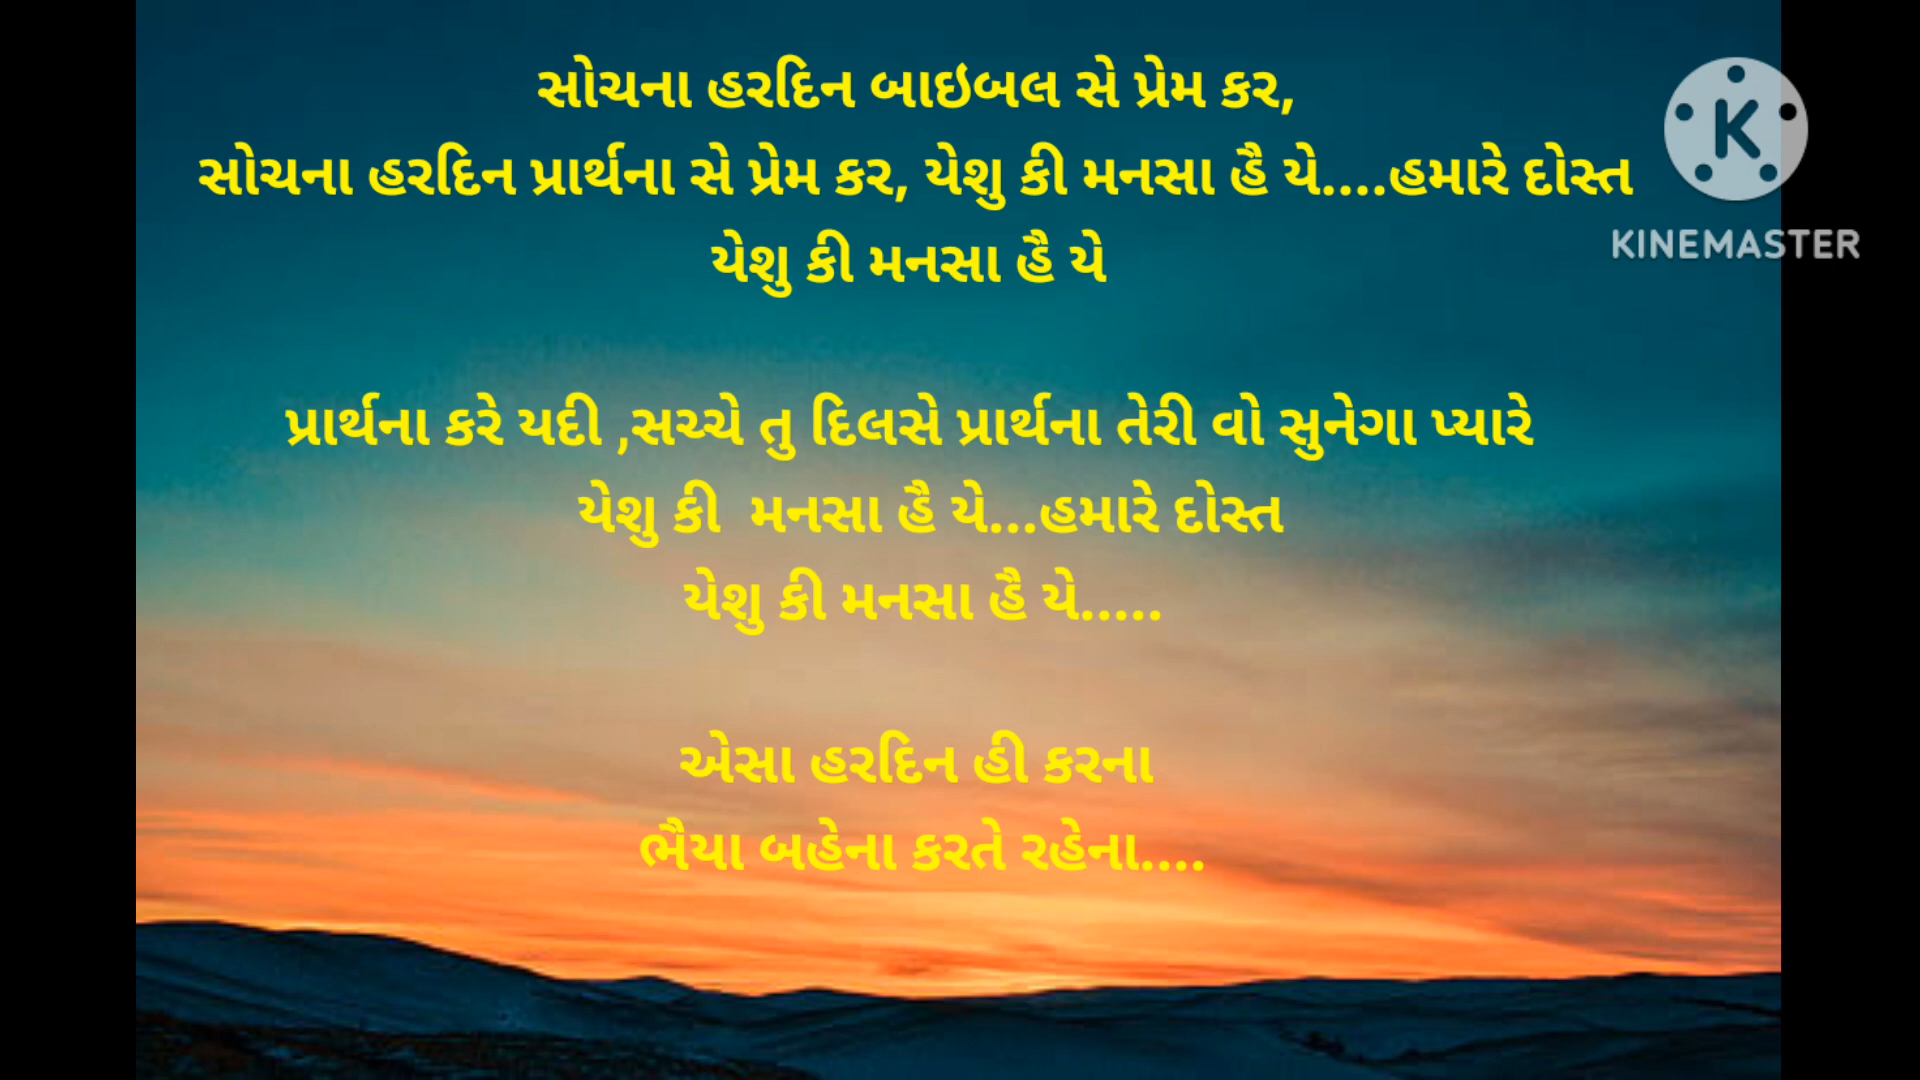 સોચના હરદિન બાઇબલ સે પ્રેમ કર,
સોચના હરદિન પ્રાર્થના સે પ્રેમ કર, યેશુ કી મનસા હૈ યે....હમારે દોસ્ત
યેશુ કી મનસા હૈ યે
પ્રાર્થના કરે યદી ,સચ્ચે તુ દિલસે પ્રાર્થના તેરી વો સુનેગા પ્યારે
યેશુ કી  મનસા હૈ યે...હમારે દોસ્ત
યેશુ કી મનસા હૈ યે.....
એસા હરદિન હી કરના
ભૈયા બહેના કરતે રહેના....
K
KINEMASTER